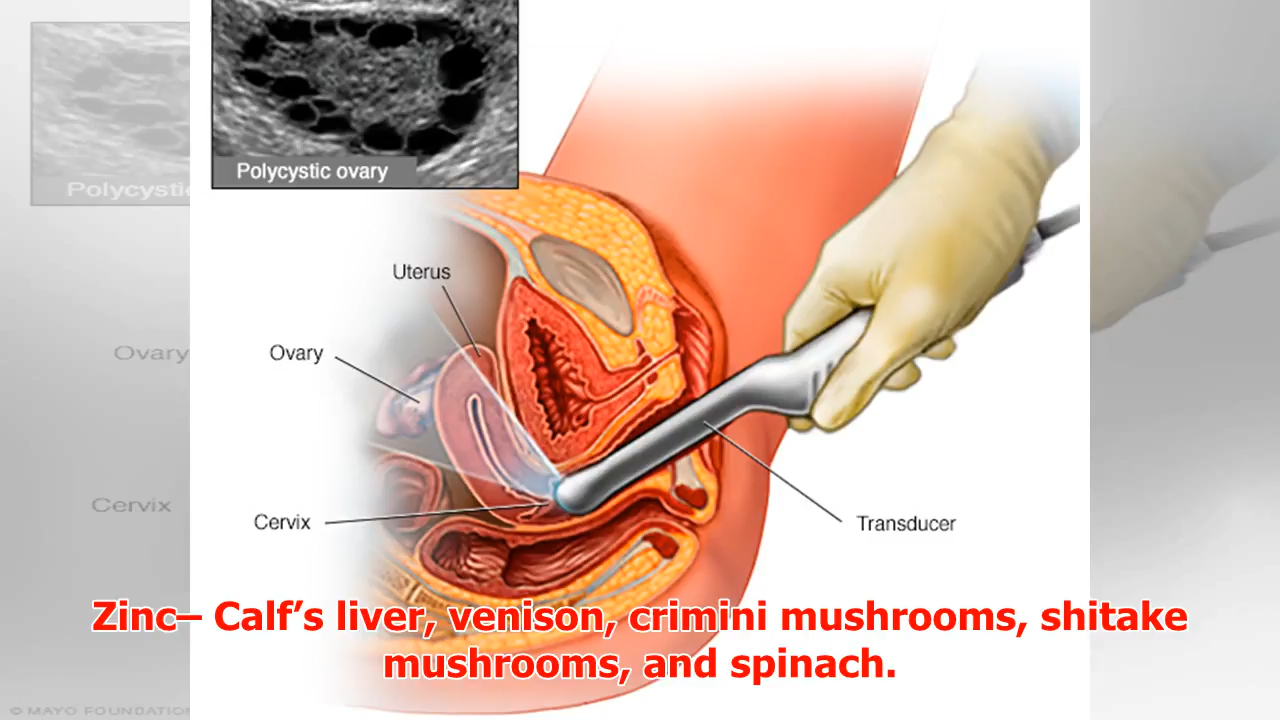 Polycystic ovary
Polycystic
Uterus
Ovary
Ovary
Cervix
Cervix
Transducer
Zinc– Calf’s liver, venison, crimini mushrooms, shitake
mushrooms, and spinach.
© MAYO FOUNDATION